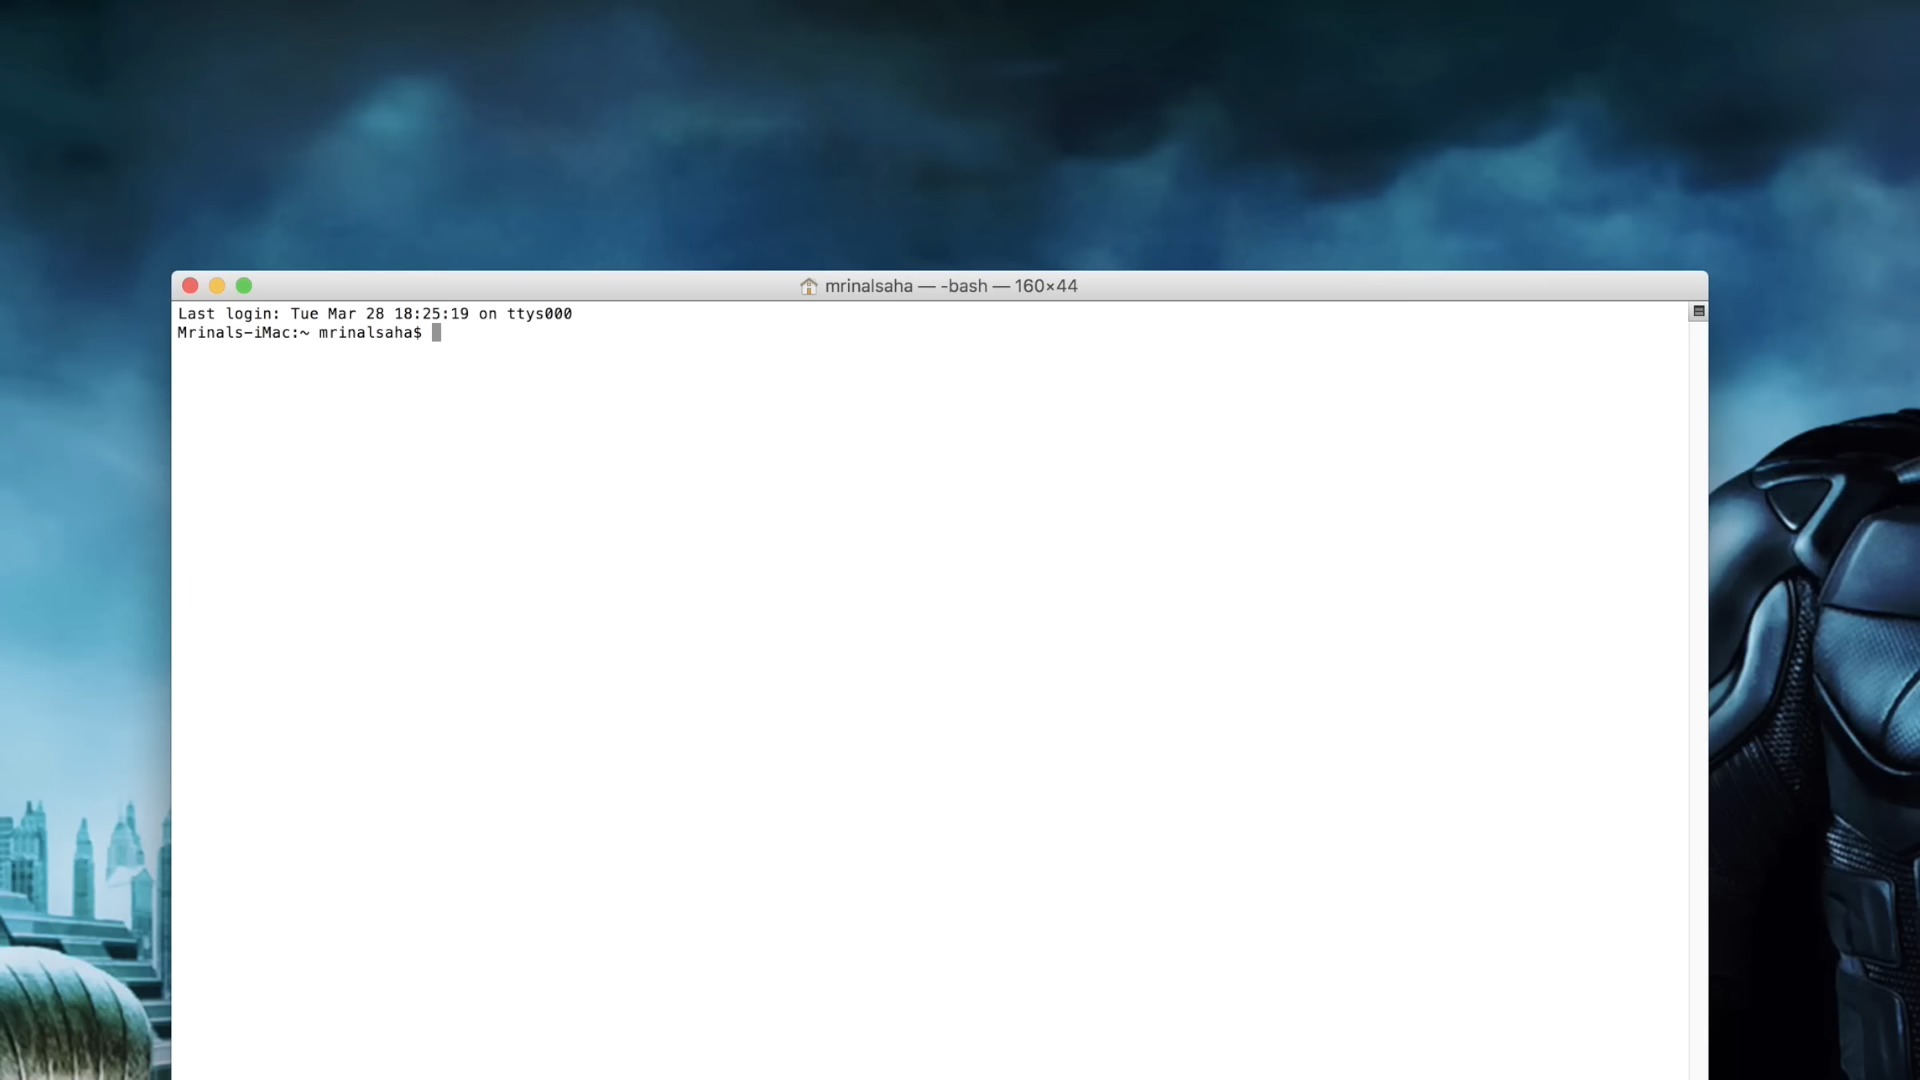 mrinalsaha — -bash — 160×44
Last login: Tue Mar 28 18:25:19 on ttys000
Mrinals-iMac:~ mrinalsaha$